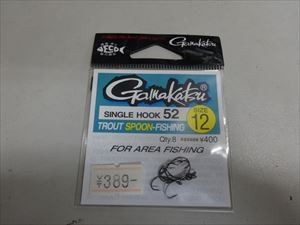 Gamakatsu
Gamakatsu®
SINGLE HOOK 52
TROUT SPOON-FISHING
SIZE
12
Qty.8
¥400
FOR AREA FISHING
¥389-